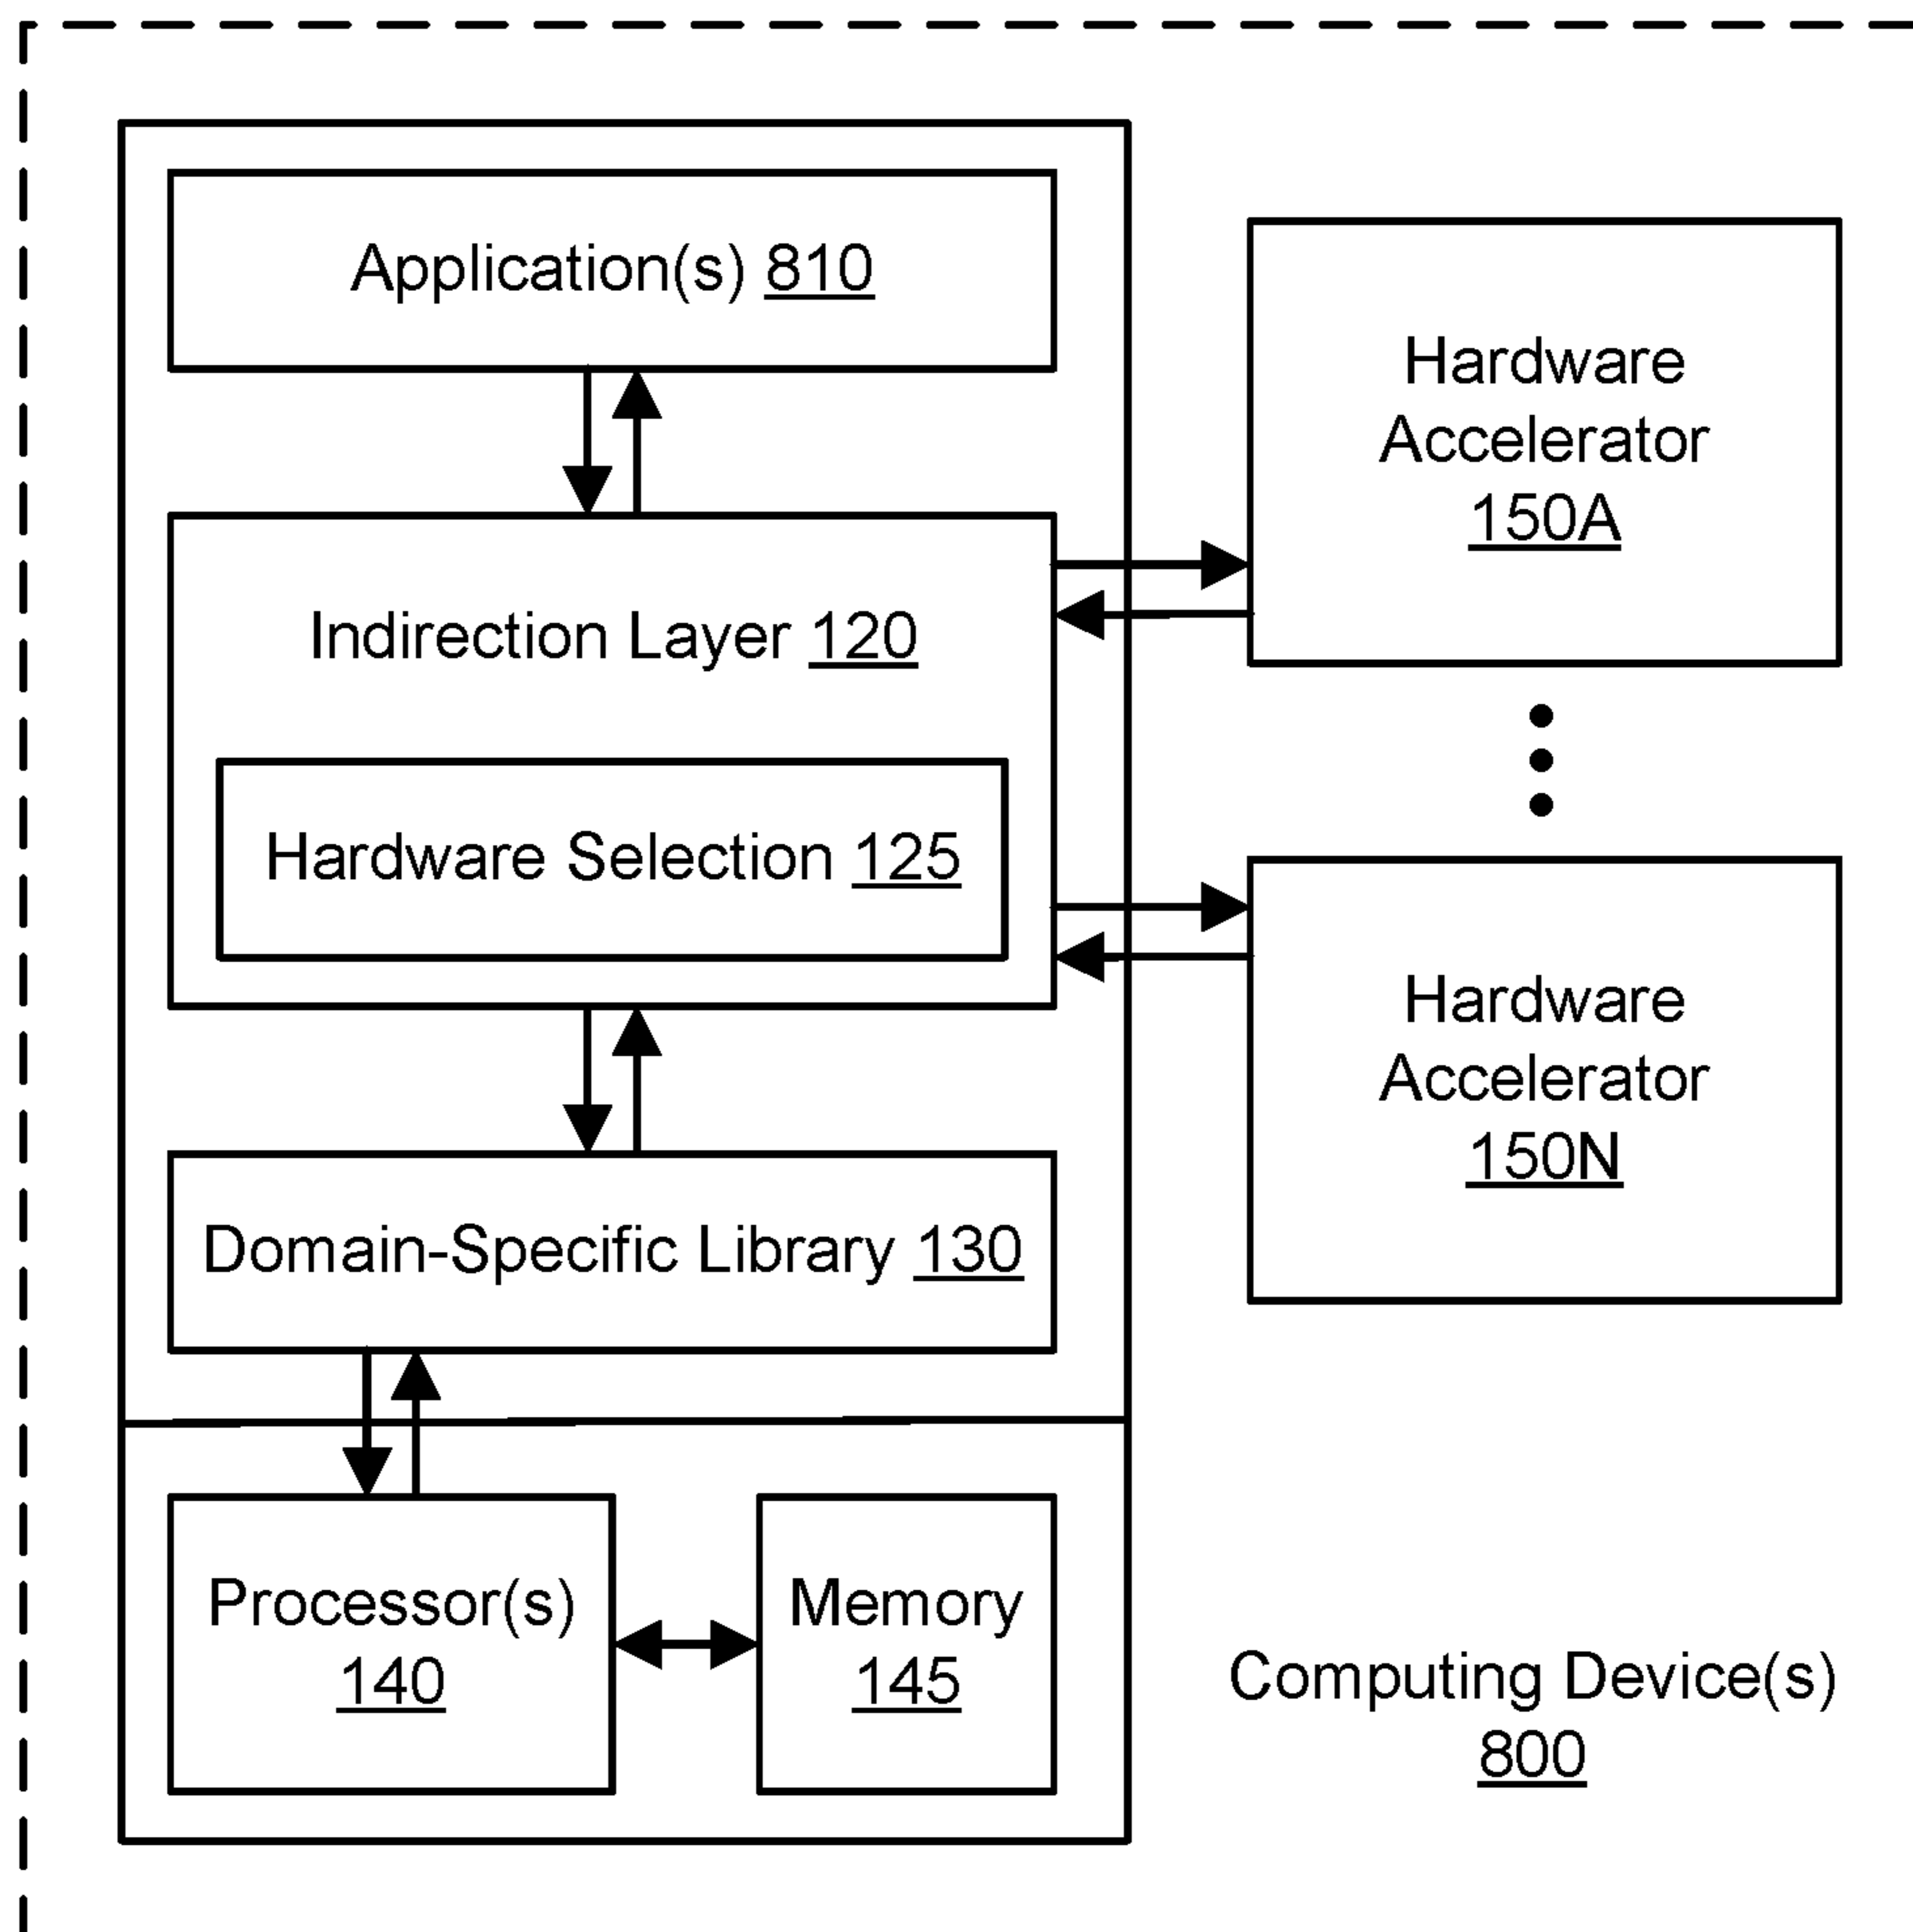 Application(s) 810
Indirection Layer 120
Hardware Selection 125
Domain-Specific Library 130
Processor(s)
140
Memory
145
Hardware
Accelerator
150A
Hardware
Accelerator
150N
Computing Device(s)
800